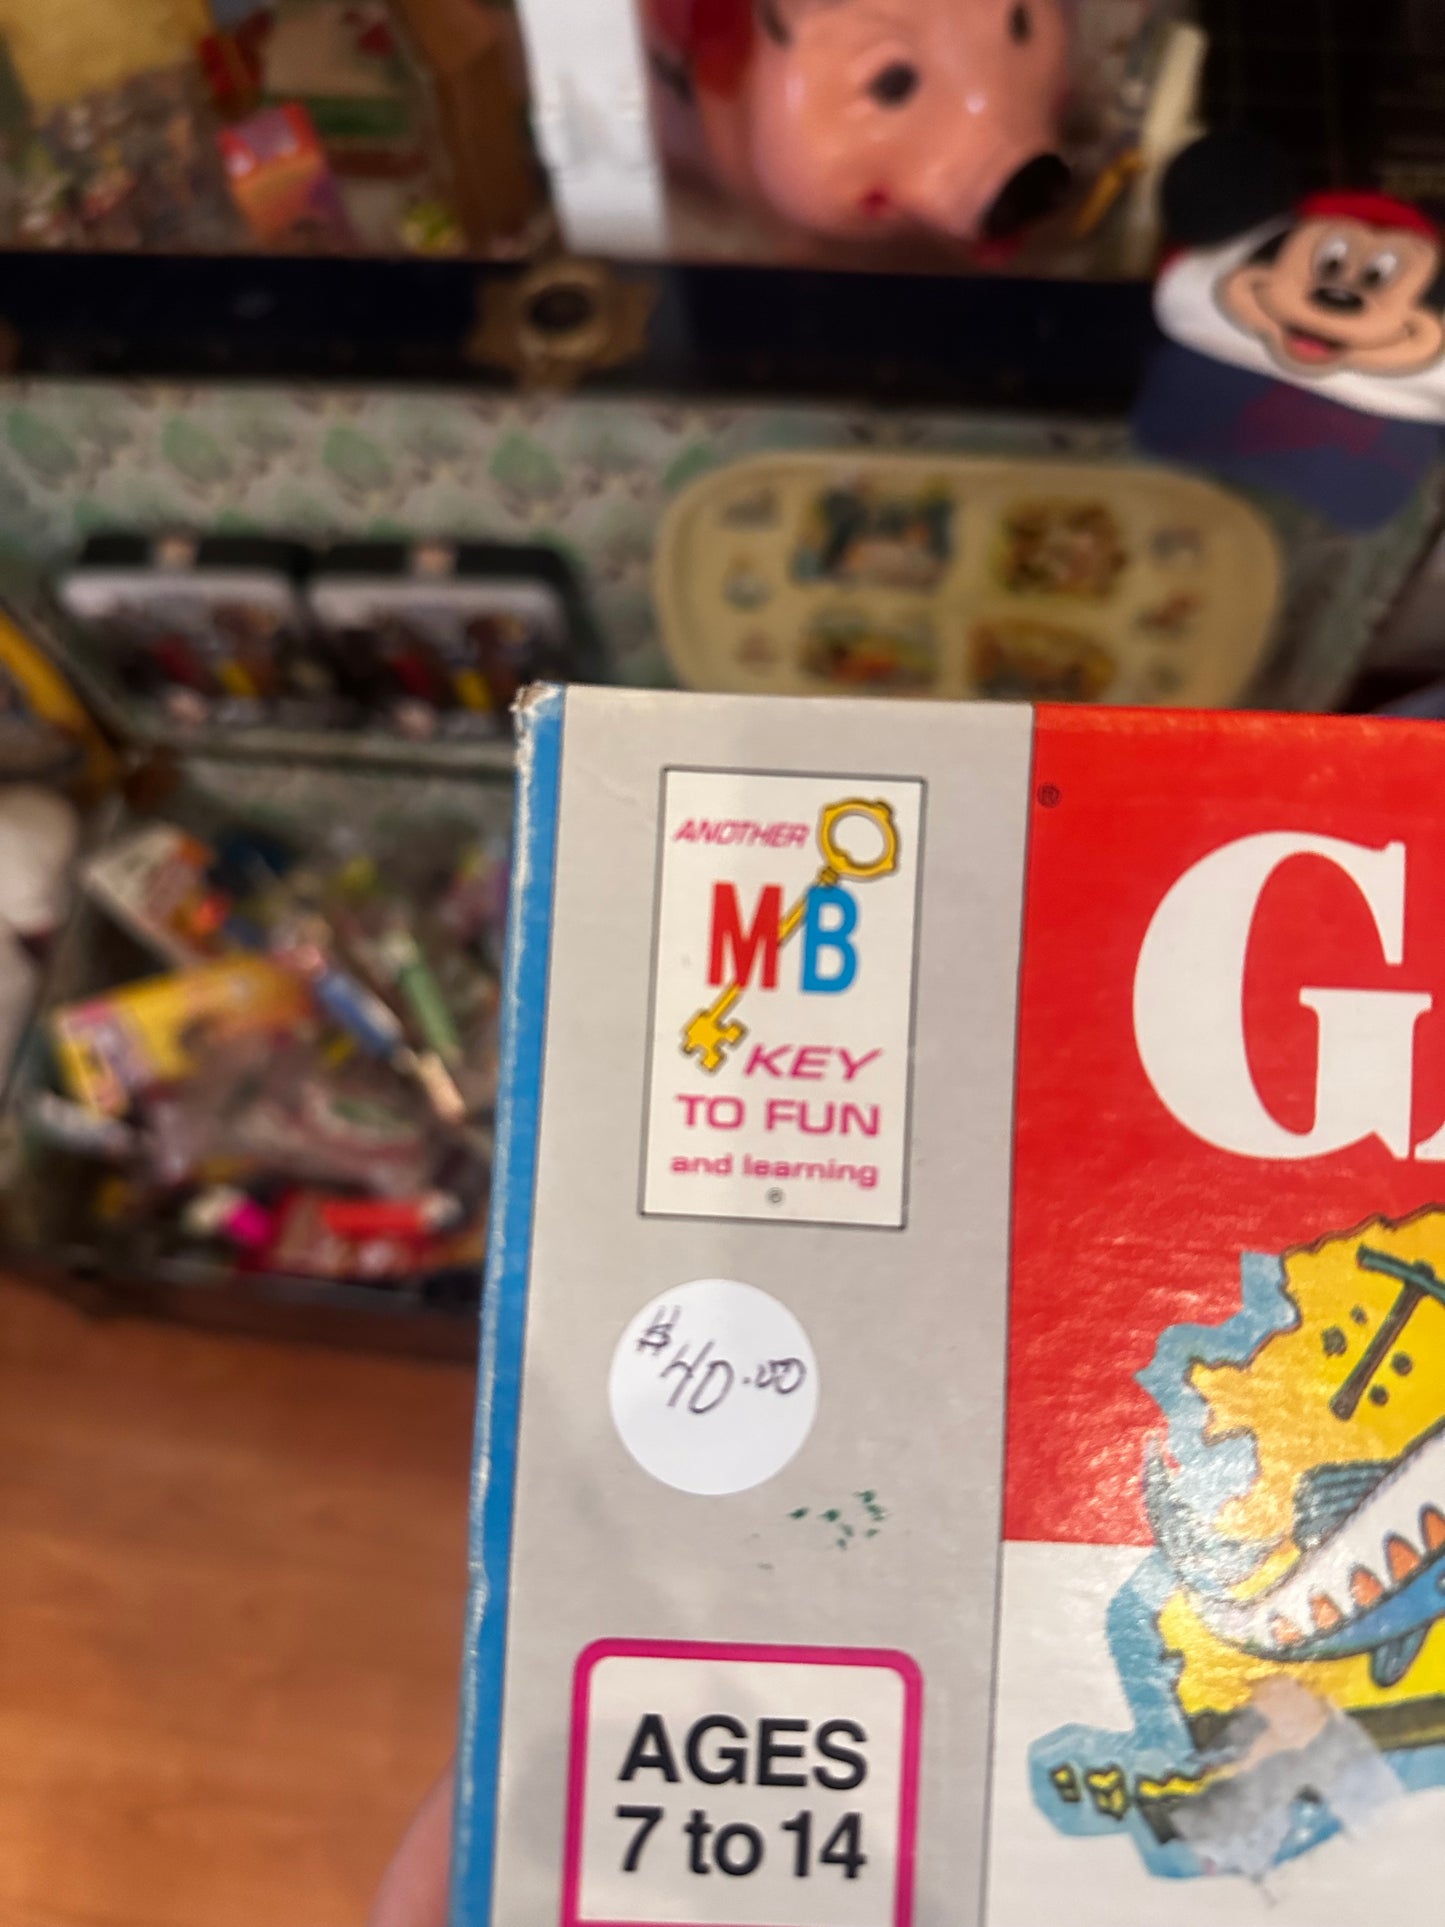 ANOTHER
MB
KEY
TO FUN
and learning
®
®
G
$40.00
AGES
7 to 14